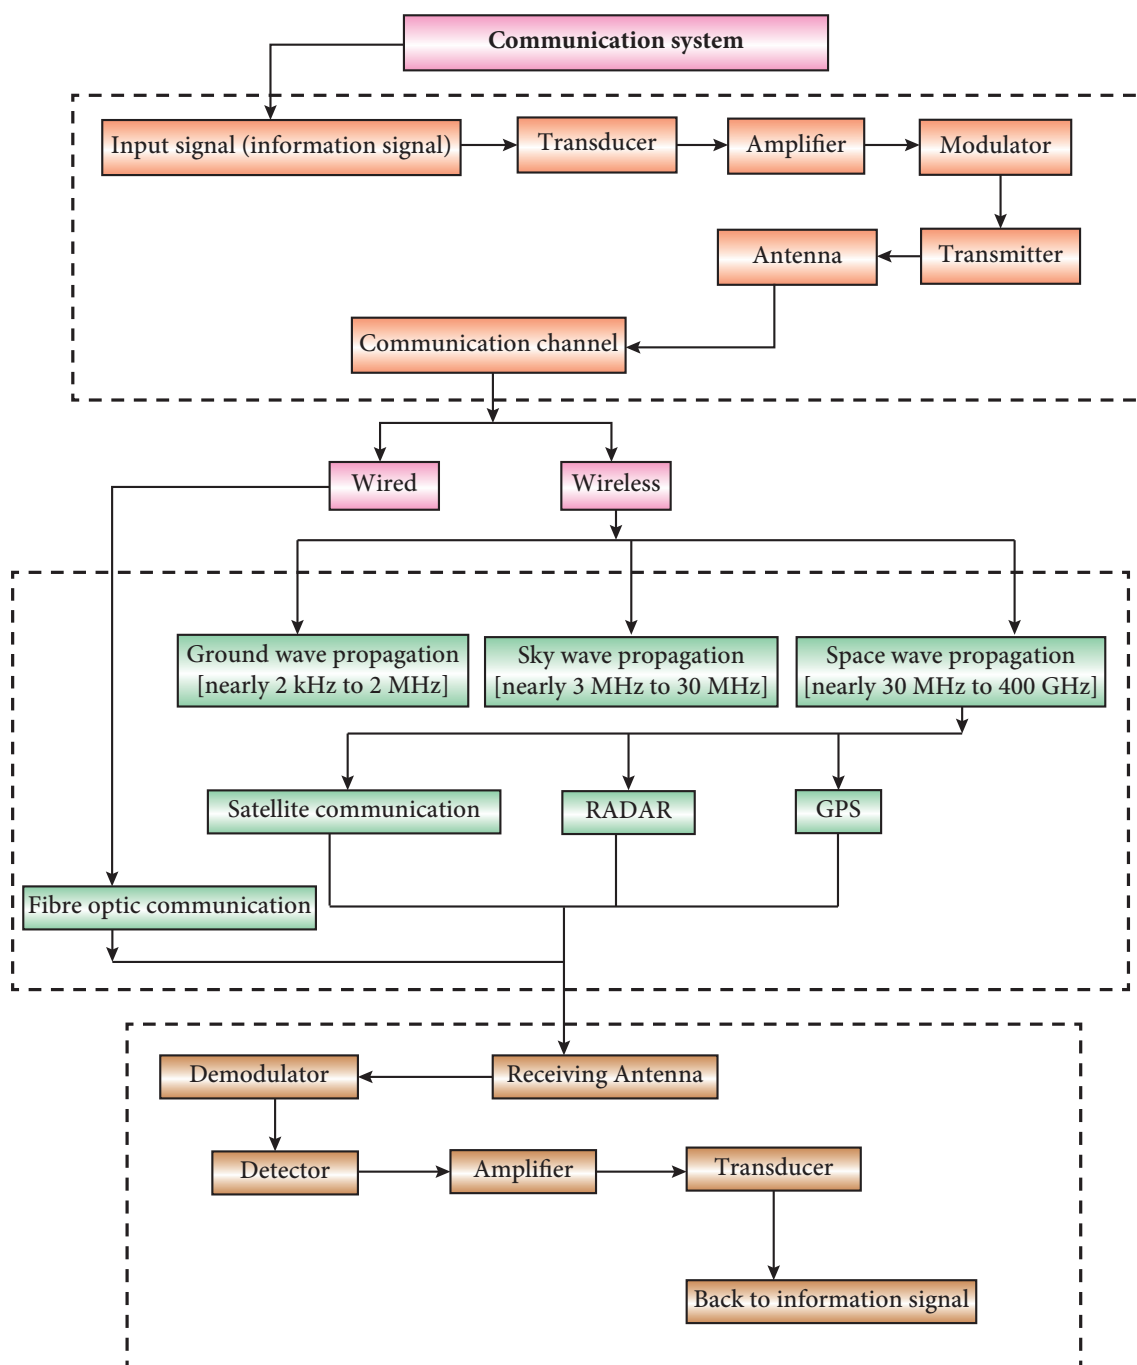 Communication system
Input signal (information signal)
Transducer
Amplifier
Modulator
Antenna
Transmitter
Communication channel
Wired
Wireless
Ground wave propagation
[nearly 2 kHz to 2 MHz]
Sky wave propagation
[nearly 3 MHz to 30 MHz]
Space wave propagation
[nearly 30 MHz to 400 GHz]
Satellite communication
RADAR
GPS
Fibre optic communication
Demodulator
Receiving Antenna
Detector
Amplifier
Transducer
Back to information signal